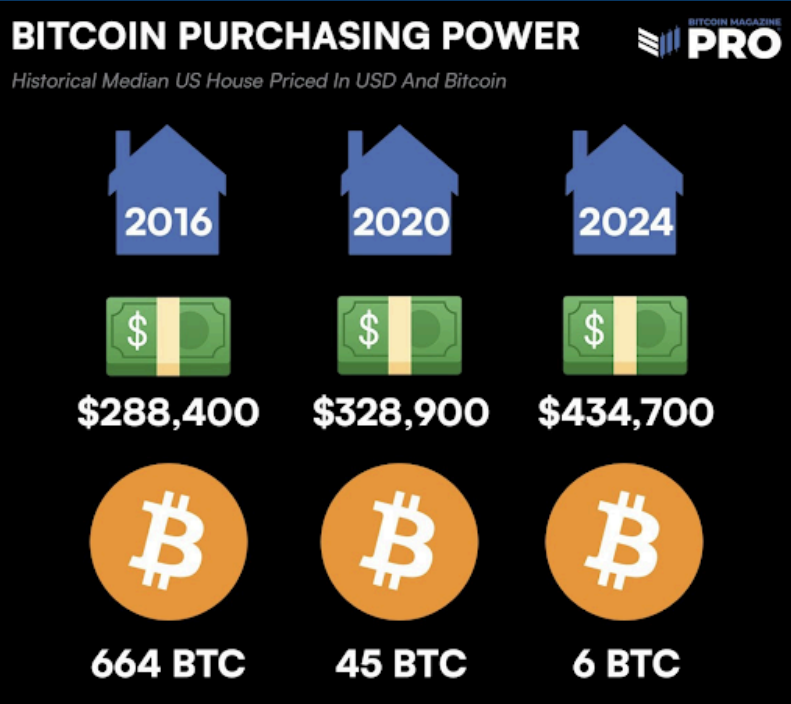 BITCOIN PURCHASING POWER
BITCOIN MAGAZINE
PRO
Historical Median US House Priced In USD And Bitcoin
2016 2020 2024
$ $ $
$288,400 $328,900 $434,700
₿ ₿ ₿
664 BTC 45 BTC 6 BTC